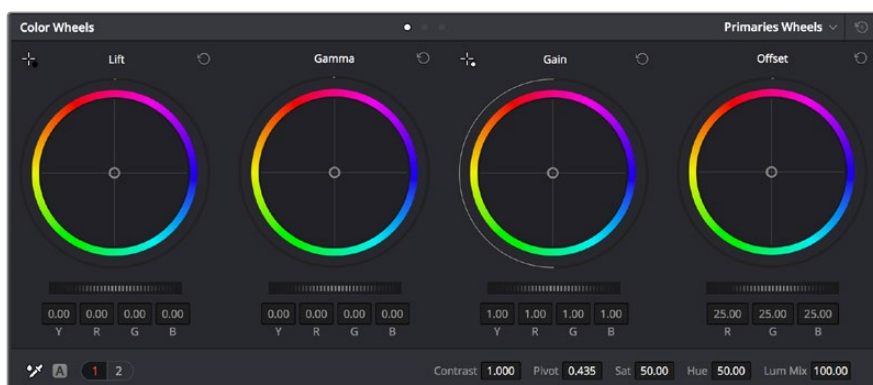 Color Wheels Primaries Wheels
Lift Gamma Gain Offset
0.00 0.00 0.00 0.00 0.00 0.00 0.00 0.00 1.00 1.00 1.00 1.00 25.00 25.00 25.00
Y R G B Y R G B Y R G B R G B
A 1 2 Contrast 1.000 Pivot 0.435 Sat 50.00 Hue 50.00 Lum Mix 100.00